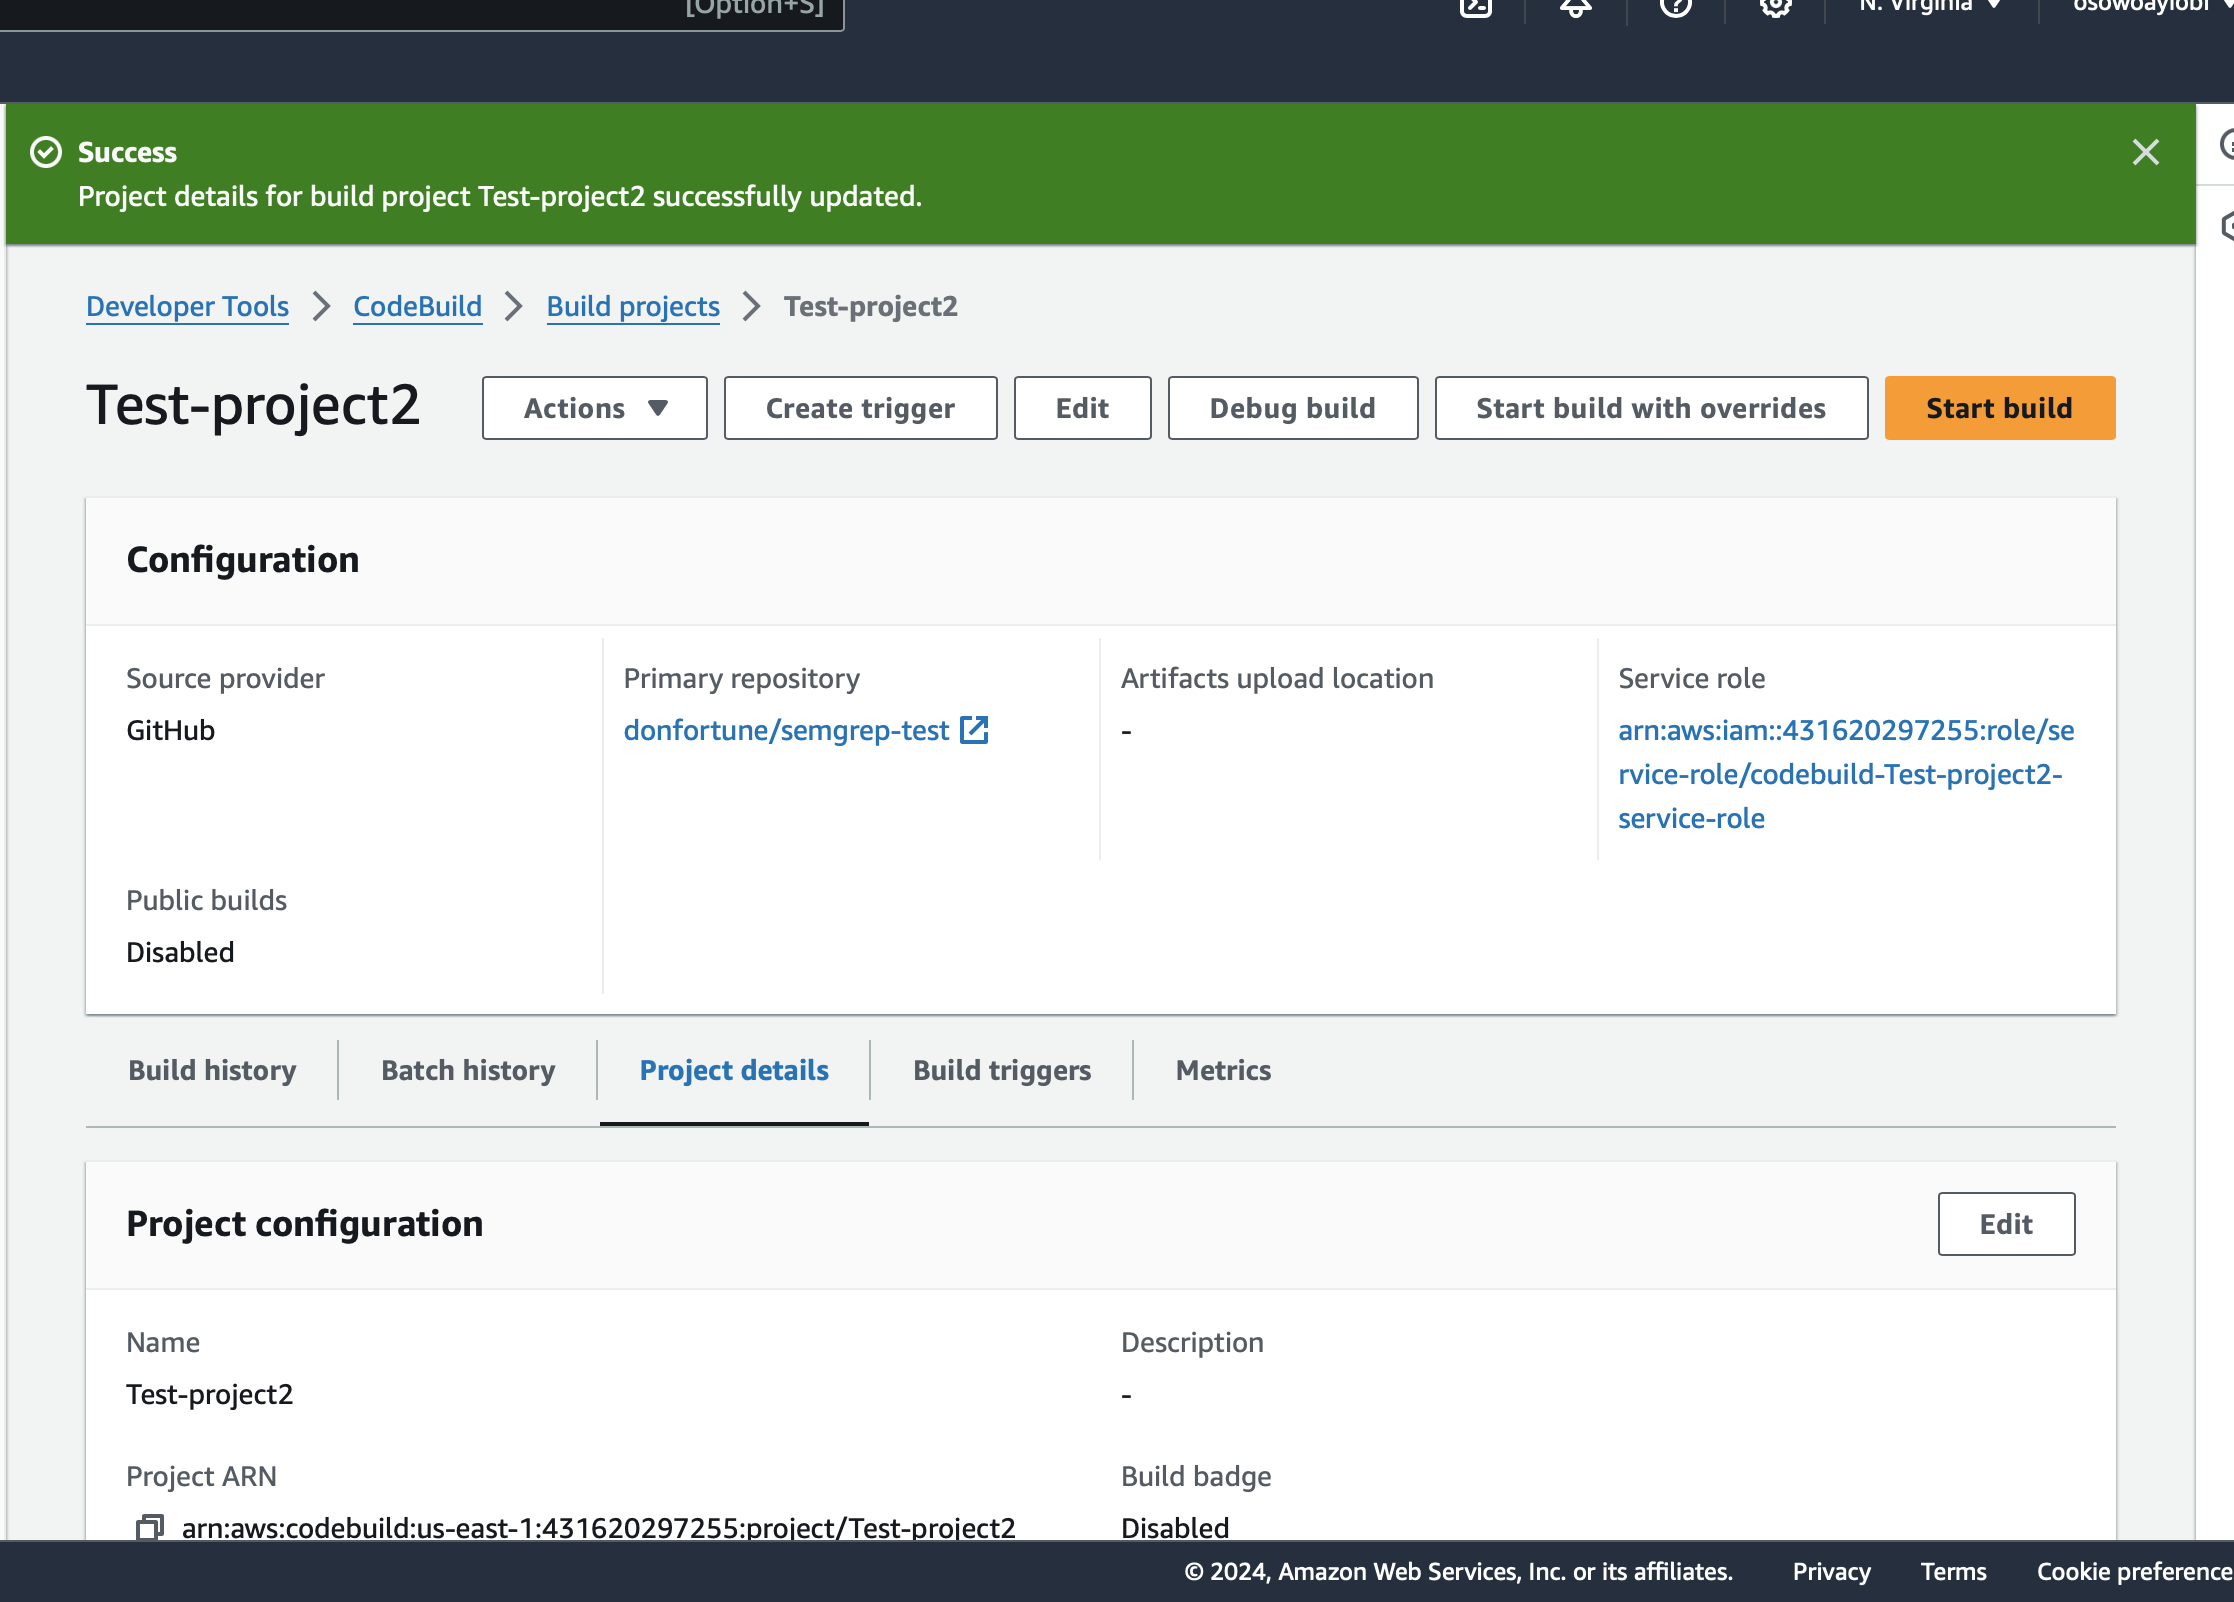 [Option+S]
N. Virginia
osowoayiobi
Success
Project details for build project Test-project2 successfully updated.
Developer Tools
CodeBuild
Build projects
Test-project2
Test-project2
Actions
Create trigger
Edit
Debug build
Start build with overrides
Start build
Configuration
Source provider
GitHub
Primary repository
donfortune/semgrep-test
Artifacts upload location
-
Service role
arn:aws:iam::431620297255:role/se
rvice-role/codebuild-Test-project2-
service-role
Public builds
Disabled
Build history
Batch history
Project details
Build triggers
Metrics
Project configuration
Edit
Name
Test-project2
Description
-
Project ARN
arn:aws:codebuild:us-east-1:431620297255:project/Test-project2
Build badge
Disabled
© 2024, Amazon Web Services, Inc. or its affiliates.
Privacy
Terms
Cookie preference